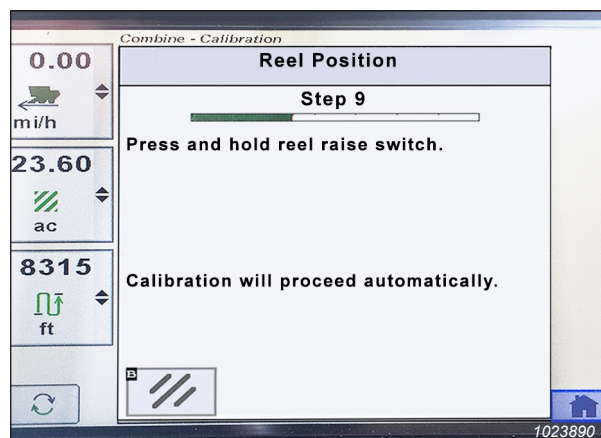 Combine - Calibration
Reel Position
Step 9
Press and hold reel raise switch.
Calibration will proceed automatically.
0.00
mi/h
23.60
ac
8315
ft
B
1023890